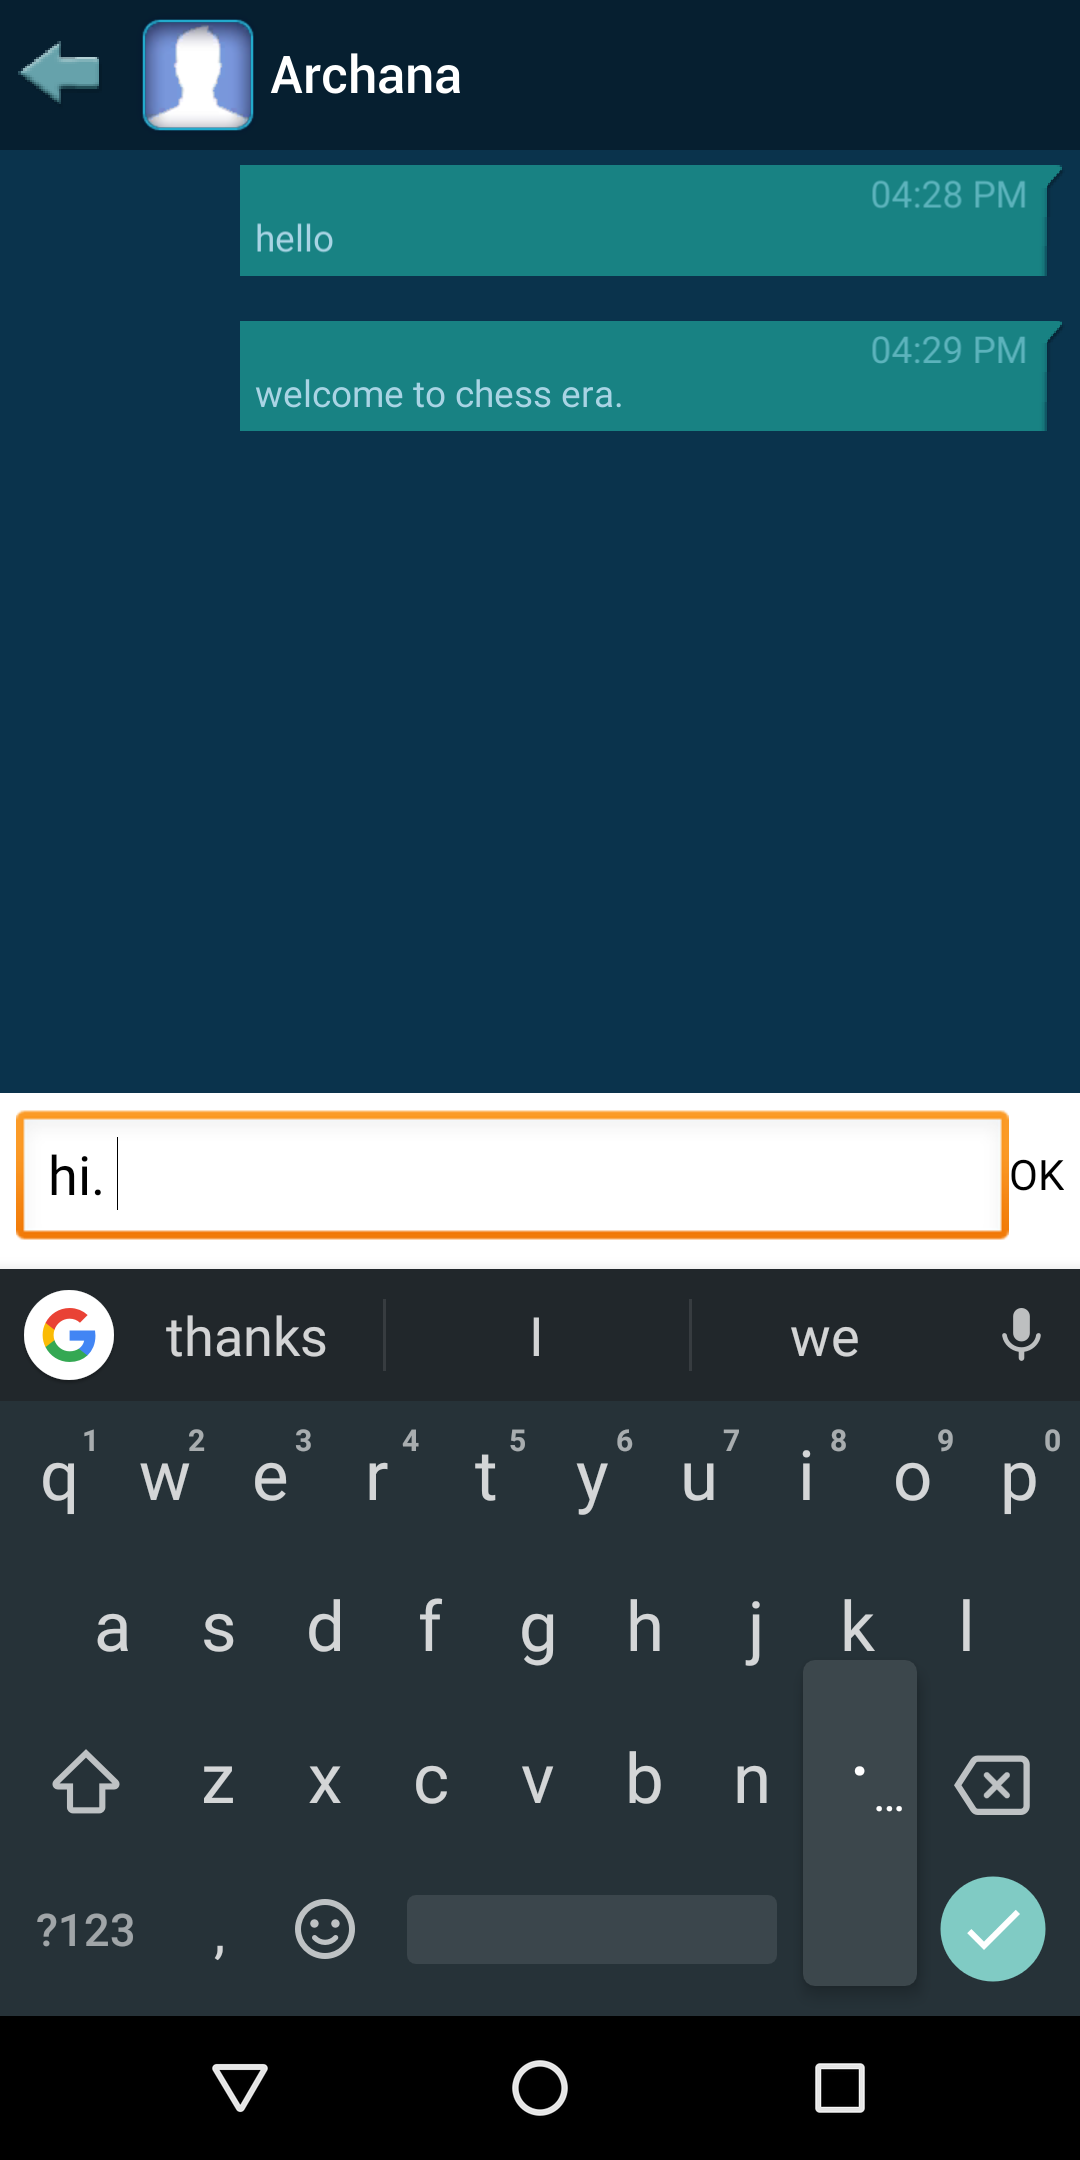 Archana
04:28 PM
hello
04:29 PM
welcome to chess era.
hi.
OK
thanks I we
1 2 3 4 5 6 7 8 9 0
q w e r t y u i o p
a s d f g h j k l
z x c v b n .
...
?123 ,